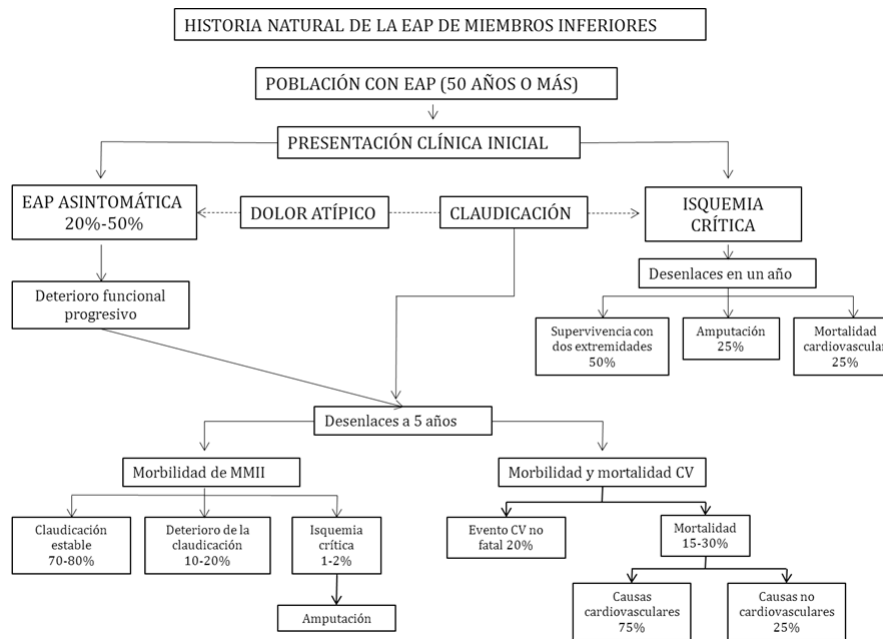 HISTORIA NATURAL DE LA EAP DE MIEMBROS INFERIORES
POBLACIÓN CON EAP (50 AÑOS O MÁS)
PRESENTACIÓN CLÍNICA INICIAL
EAP ASINTOMÁTICA
20%-50%
DOLOR ATÍPICO
CLAUDICACIÓN
ISQUEMIA
CRÍTICA
Deterioro funcional
progresivo
Desenlaces en un año
Supervivencia con
dos extremidades
50%
Amputación
25%
Mortalidad
cardiovascular
25%
Desenlaces a 5 años
Morbilidad de MMII
Morbilidad y mortalidad CV
Claudicación
estable
70-80%
Deterioro de la
claudicación
10-20%
Isquemia
crítica
1-2%
Evento CV no
fatal 20%
Mortalidad
15-30%
Amputación
Causas
cardiovasculares
75%
Causas no
cardiovasculares
25%